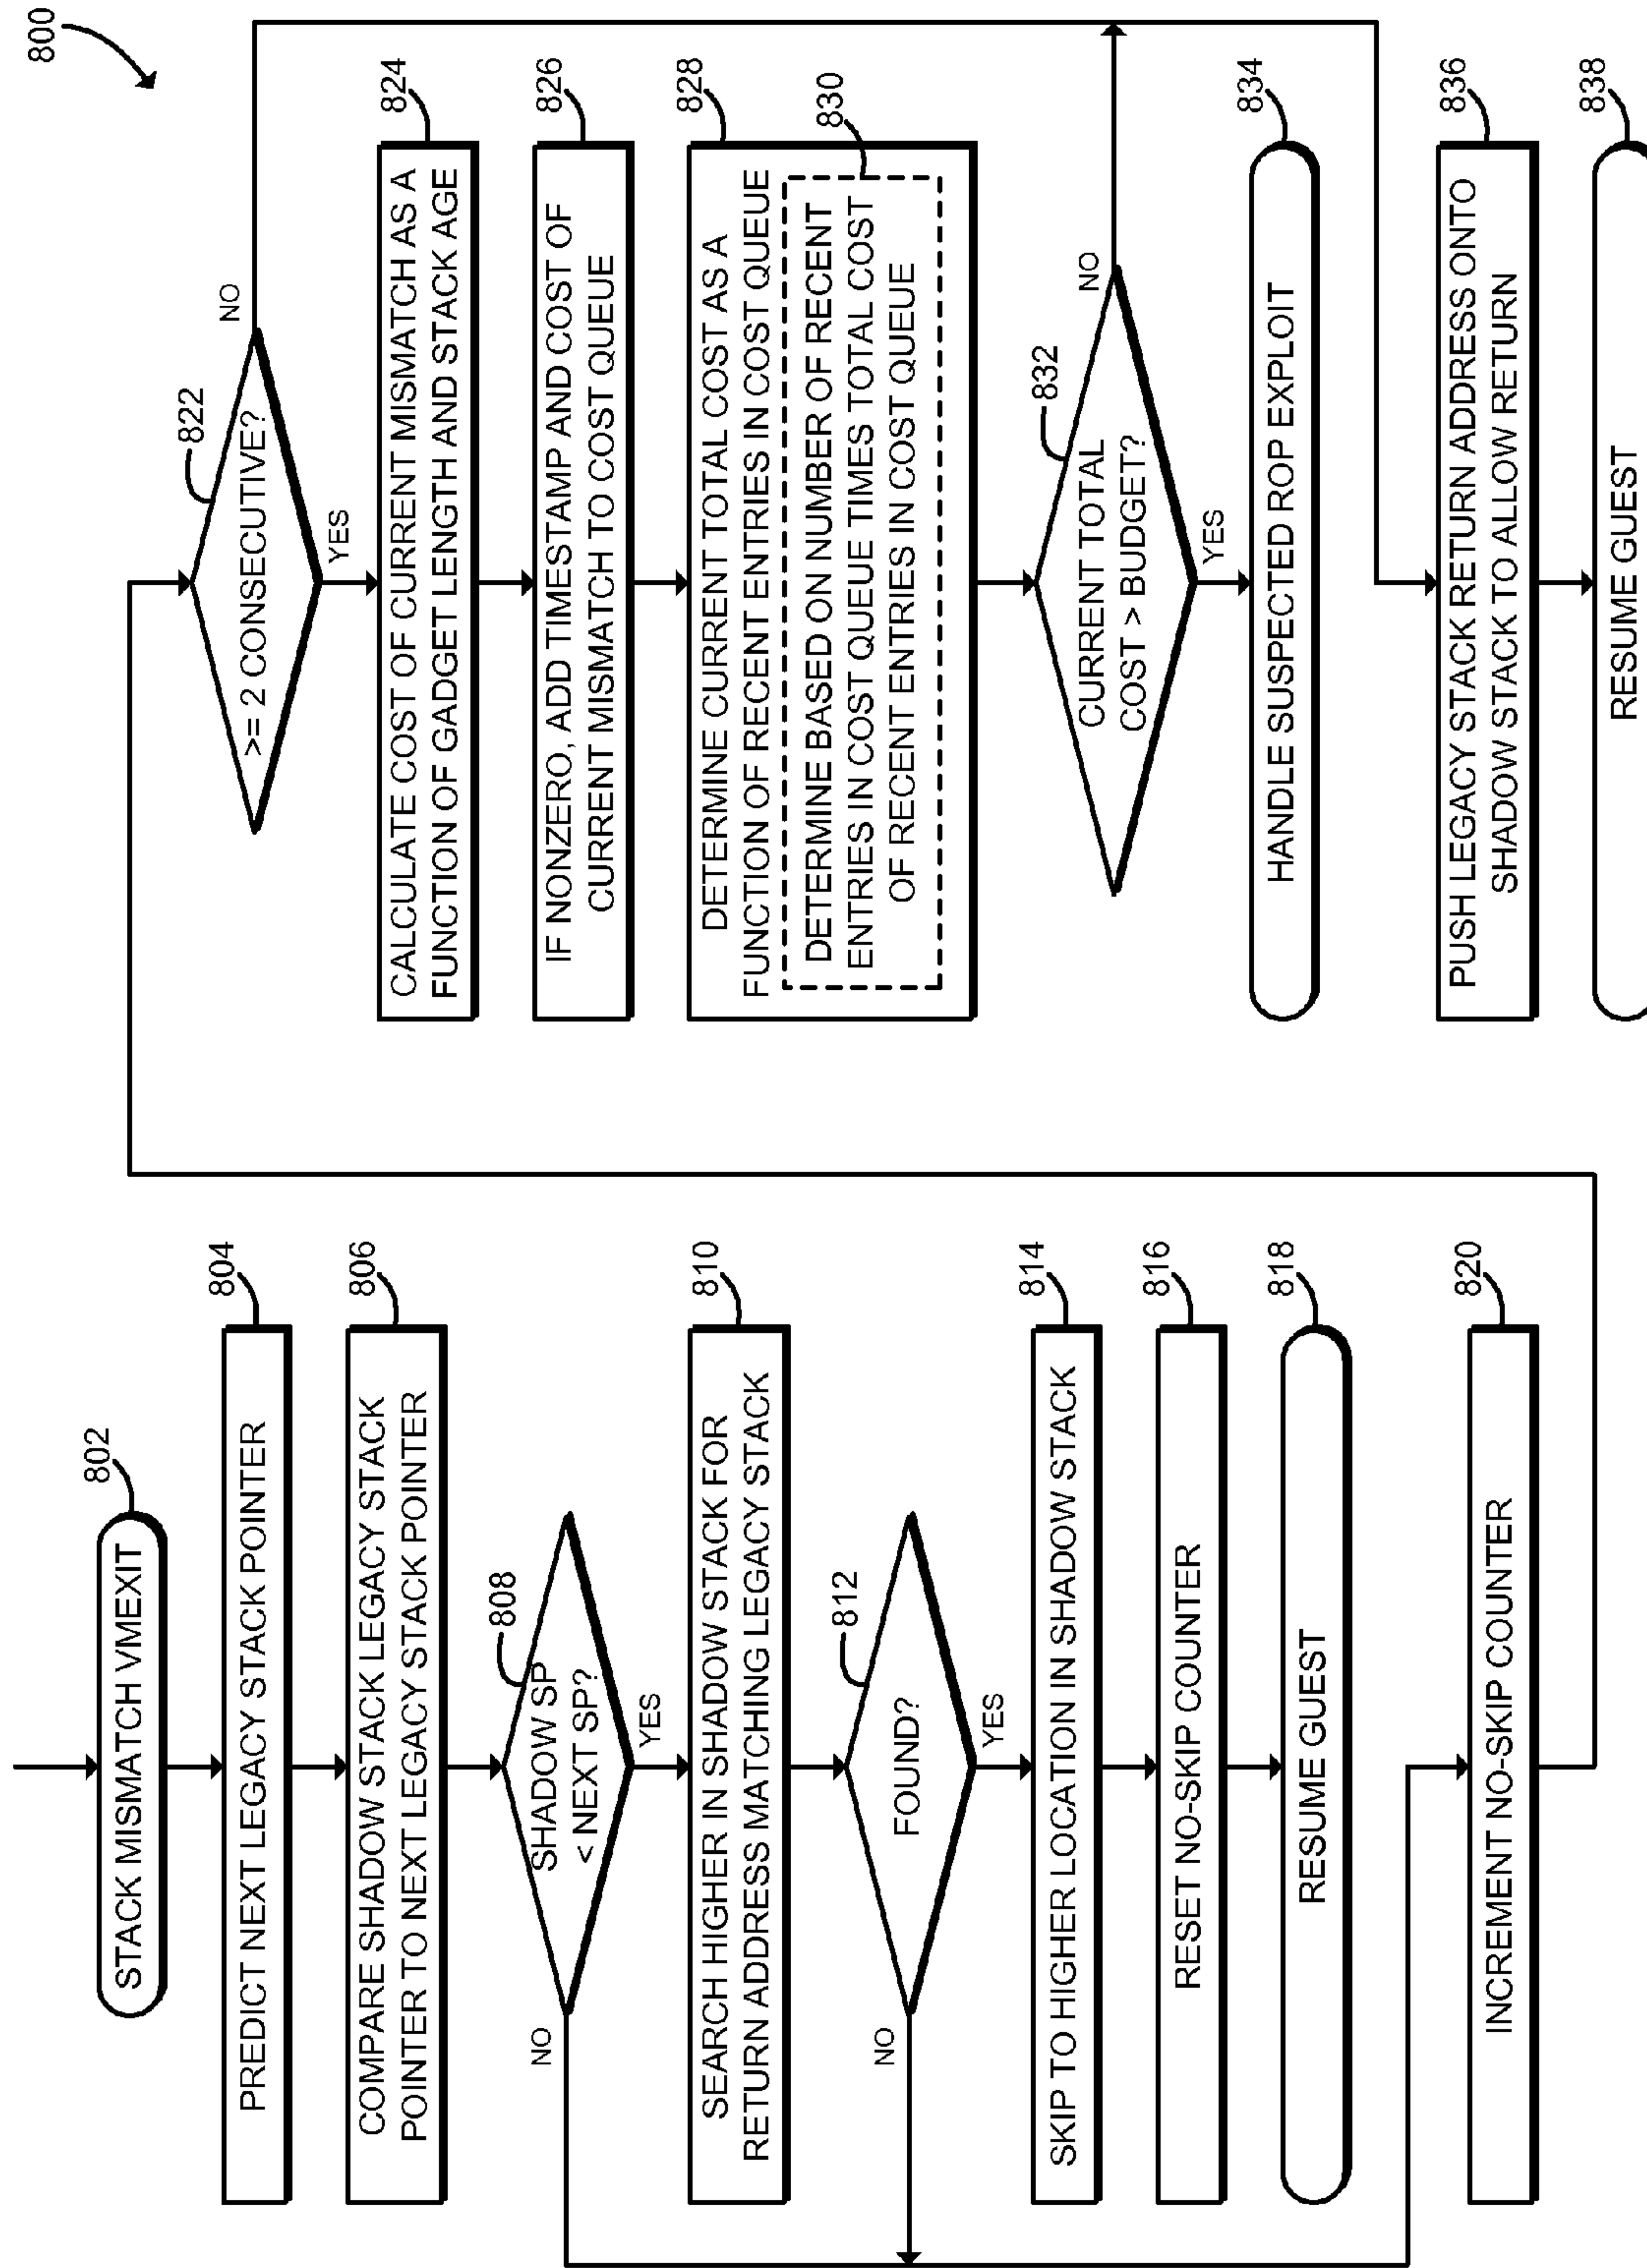 800
802
STACK MISMATCH VMEXIT
804
PREDICT NEXT LEGACY STACK POINTER
806
COMPARE SHADOW STACK LEGACY STACK
POINTER TO NEXT LEGACY STACK POINTER
808
SHADOW SP
< NEXT SP?
NO
YES
810
SEARCH HIGHER IN SHADOW STACK FOR
RETURN ADDRESS MATCHING LEGACY STACK
812
FOUND?
NO
YES
814
SKIP TO HIGHER LOCATION IN SHADOW STACK
816
RESET NO-SKIP COUNTER
818
RESUME GUEST
820
INCREMENT NO-SKIP COUNTER
822
>= 2 CONSECUTIVE?
NO
YES
824
CALCULATE COST OF CURRENT MISMATCH AS A
FUNCTION OF GADGET LENGTH AND STACK AGE
826
IF NONZERO, ADD TIMESTAMP AND COST OF
CURRENT MISMATCH TO COST QUEUE
828
DETERMINE CURRENT TOTAL COST AS A
FUNCTION OF RECENT ENTRIES IN COST QUEUE
830
DETERMINE BASED ON NUMBER OF RECENT
ENTRIES IN COST QUEUE TIMES TOTAL COST
OF RECENT ENTRIES IN COST QUEUE
832
CURRENT TOTAL
COST > BUDGET?
NO
YES
834
HANDLE SUSPECTED ROP EXPLOIT
836
PUSH LEGACY STACK RETURN ADDRESS ONTO
SHADOW STACK TO ALLOW RETURN
838
RESUME GUEST